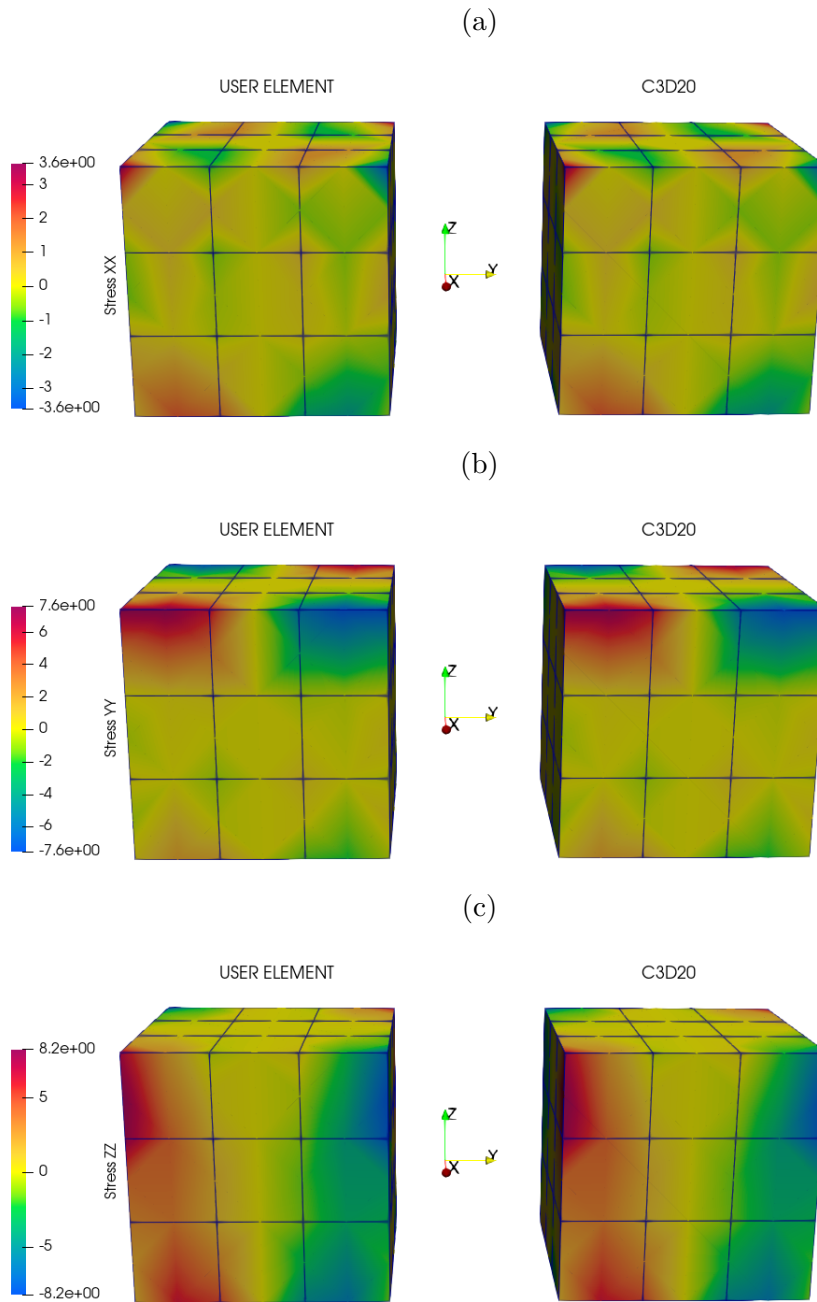 (a)
USER ELEMENT
C3D20
Stress XX
3.6e+00
3
2
1
0
-1
-2
-3
-3.6e+00
Z
Y
X
(b)
USER ELEMENT
C3D20
Stress YY
7.6e+00
6
4
2
0
-2
-4
-6
-7.6e+00
Z
Y
X
(c)
USER ELEMENT
C3D20
Stress ZZ
8.2e+00
5
0
-5
-8.2e+00
Z
Y
X